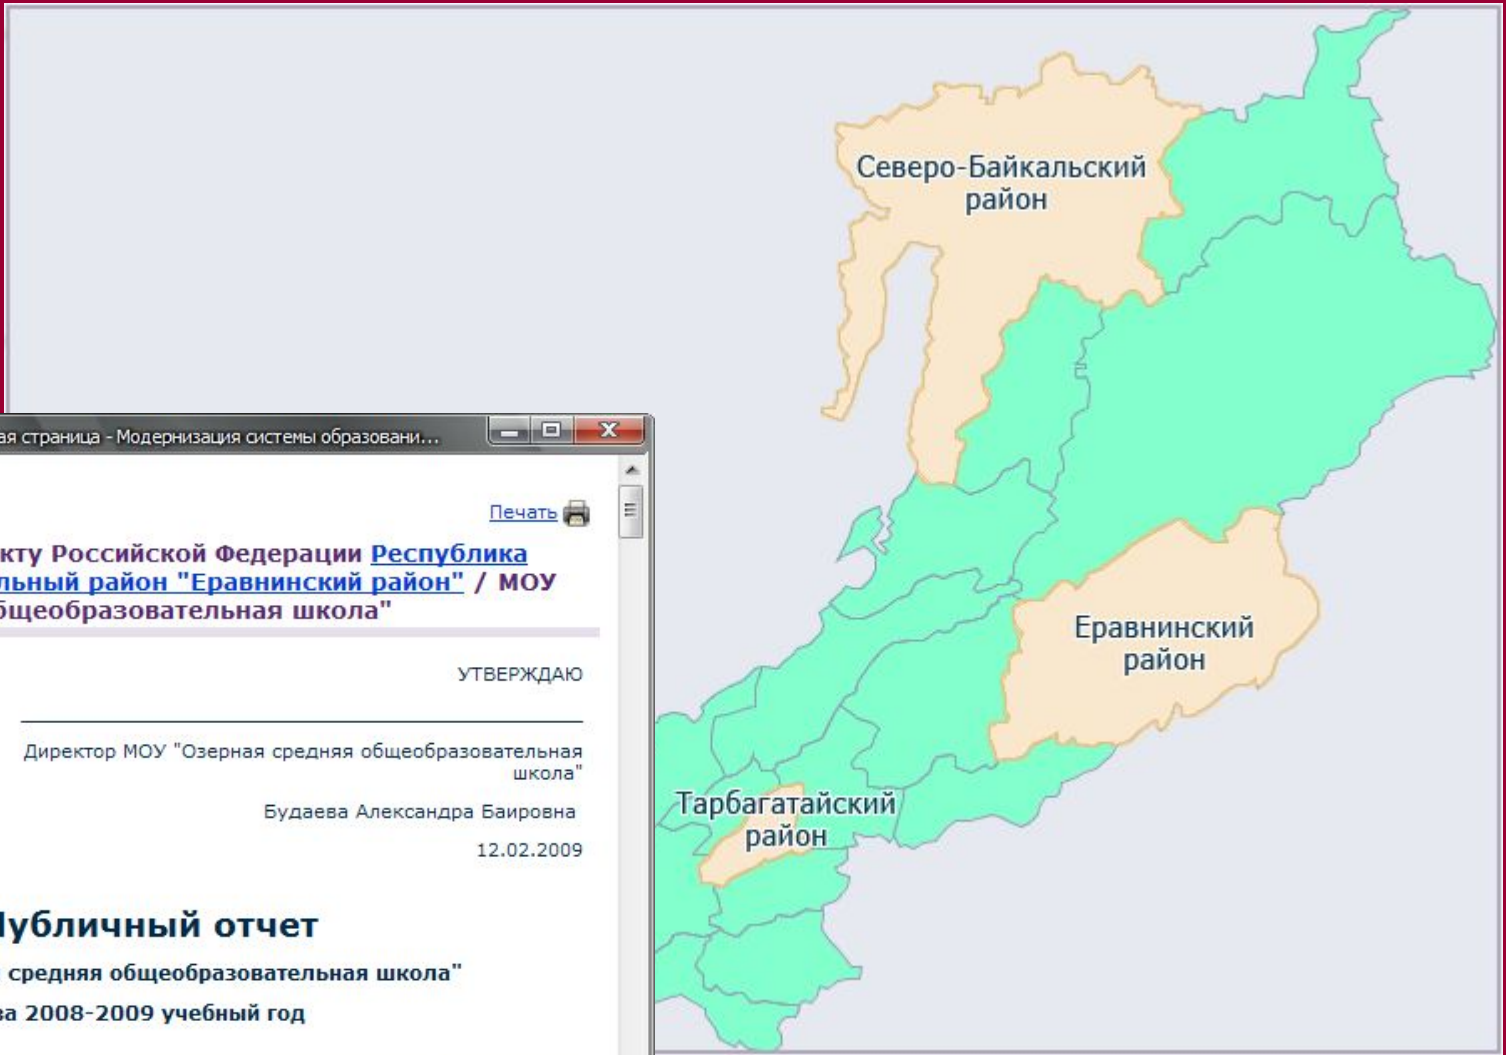 Северо-Байкальский
район
Еравнинский
район
Тарбагатайский
район
ая страница - Модернизация системы образовани...
Печать
кту Российской Федерации Республика
льный район "Еравнинский район" / МОУ
бщеобразовательная школа"
УТВЕРЖДАЮ
Директор МОУ "Озерная средняя общеобразовательная
школа"
Будаева Александра Баировна
12.02.2009
Публичный отчет
средняя общеобразовательная школа"
за 2008-2009 учебный год